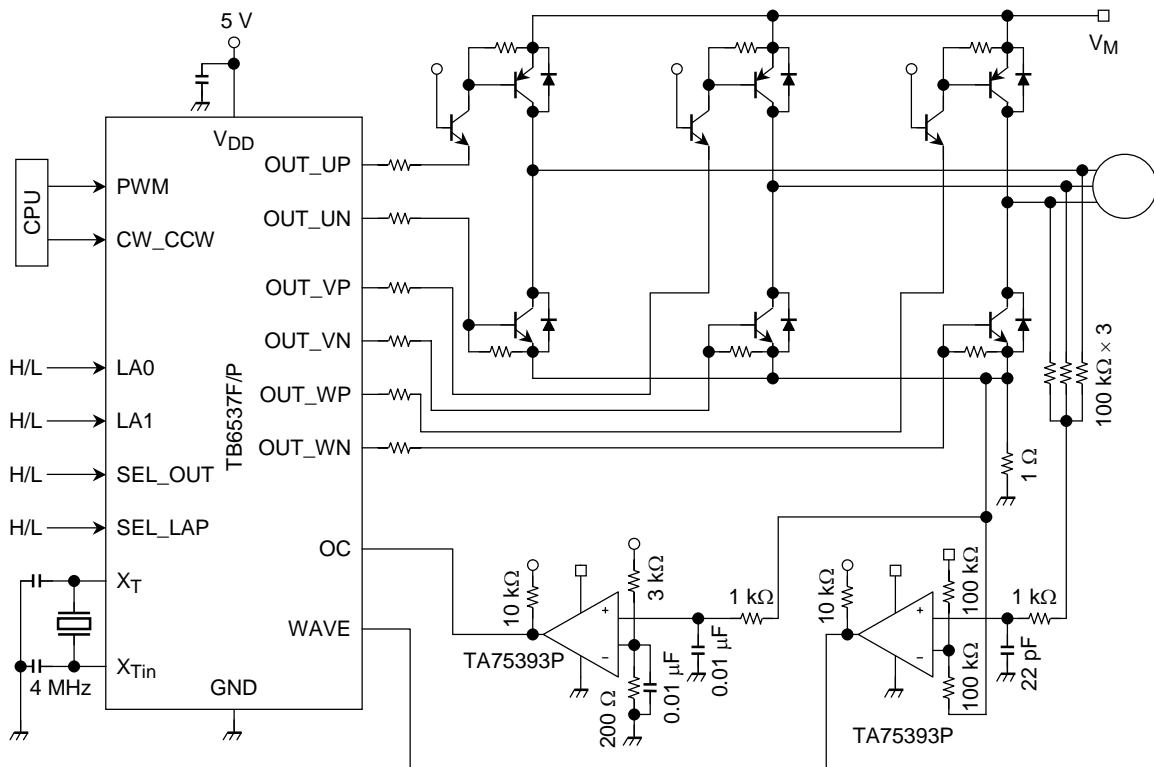 5 V
V_M
V_DD
CPU
PWM
CW_CCW
LA0
LA1
SEL_OUT
SEL_LAP
H/L
H/L
H/L
H/L
X_T
X_Tin
4 MHz
GND
TB6537F/P
OUT_UP
OUT_UN
OUT_VP
OUT_VN
OUT_WP
OUT_WN
OC
WAVE
100 kΩ × 3
1 Ω
10 kΩ
3 kΩ
1 kΩ
TA75393P
+
−
200 Ω
0.01 μF
0.01 μF
10 kΩ
100 kΩ
1 kΩ
+
−
100 kΩ
22 pF
TA75393P